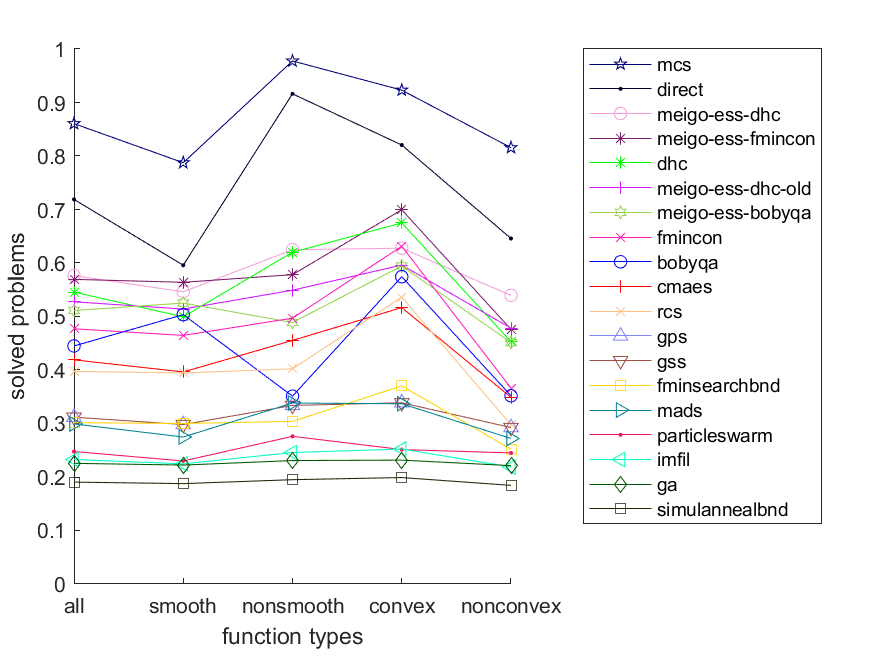 1
0.9
0.8
0.7
0.6
0.5
0.4
0.3
0.2
0.1
0
solved problems
all smooth nonsmooth convex nonconvex
function types
mcs
direct
meigo-ess-dhc
meigo-ess-fmincon
dhc
meigo-ess-dhc-old
meigo-ess-bobyqa
fmincon
bobyqa
cmaes
rcs
gps
gss
fminsearchbnd
mads
particleswarm
imfil
ga
simulannealbnd